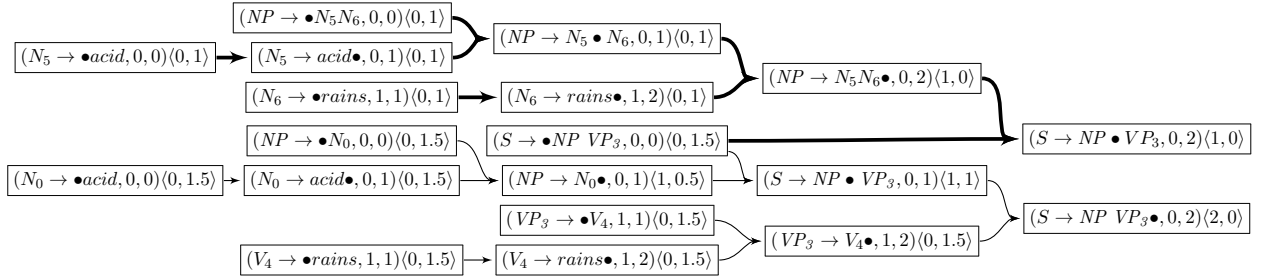 (NP → ●N₅N₆, 0, 0)⟨0, 1⟩
(N₅ → ●acid, 0, 0)⟨0, 1⟩
(N₅ → acid●, 0, 1)⟨0, 1⟩
(NP → N₅ ● N₆, 0, 1)⟨0, 1⟩
(N₆ → ●rains, 1, 1)⟨0, 1⟩
(N₆ → rains●, 1, 2)⟨0, 1⟩
(NP → N₅N₆●, 0, 2)⟨1, 0⟩
(NP → ●N₀, 0, 0)⟨0, 1.5⟩
(S → ●NP VP₃, 0, 0)⟨0, 1.5⟩
(S → NP ● VP₃, 0, 2)⟨1, 0⟩
(N₀ → ●acid, 0, 0)⟨0, 1.5⟩
(N₀ → acid●, 0, 1)⟨0, 1.5⟩
(NP → N₀●, 0, 1)⟨1, 0.5⟩
(S → NP● VP₃, 0, 1)⟨1, 1⟩
(VP₃ → ●V₄, 1, 1)⟨0, 1.5⟩
(S → NP VP₃●, 0, 2)⟨2, 0⟩
(V₄ → ●rains, 1, 1)⟨0, 1.5⟩
(V₄ → rains●, 1, 2)⟨0, 1.5⟩
(VP₃ → V₄●, 1, 2)⟨0, 1.5⟩